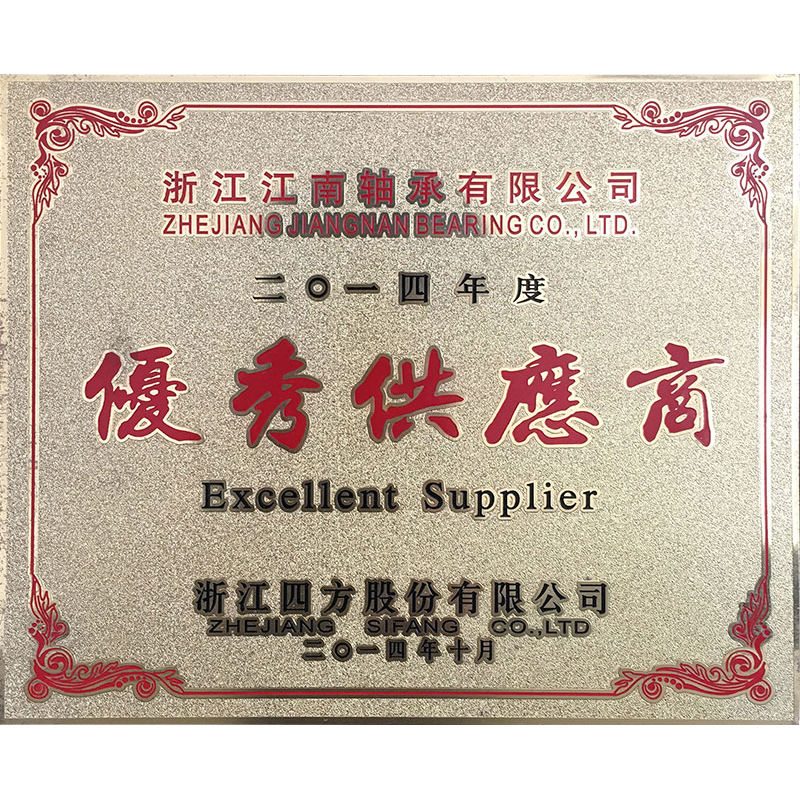 浙江江南轴承有限公司
ZHEJIANG JIANGNAN BEARING CO., LTD.
二〇一四年度
優秀供應商
Excellent Supplier
浙江四方股份有限公司
ZHEJIANG SIFANG CO.,LTD
二〇一四年十月